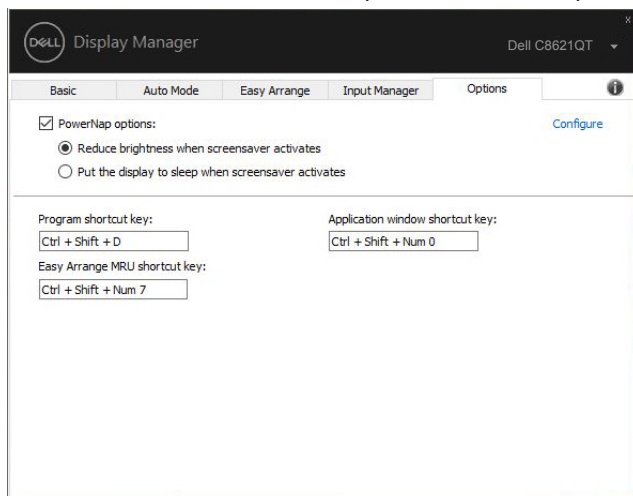 x
DELL Display Manager
Dell C8621QT
Basic Auto Mode Easy Arrange Input Manager Options i
PowerNap options: Configure
Reduce brightness when screensaver activates
Put the display to sleep when screensaver activates
Program shortcut key: Application window shortcut key:
Ctrl + Shift + D Ctrl + Shift + Num 0
Easy Arrange MRU shortcut key:
Ctrl + Shift + Num 7